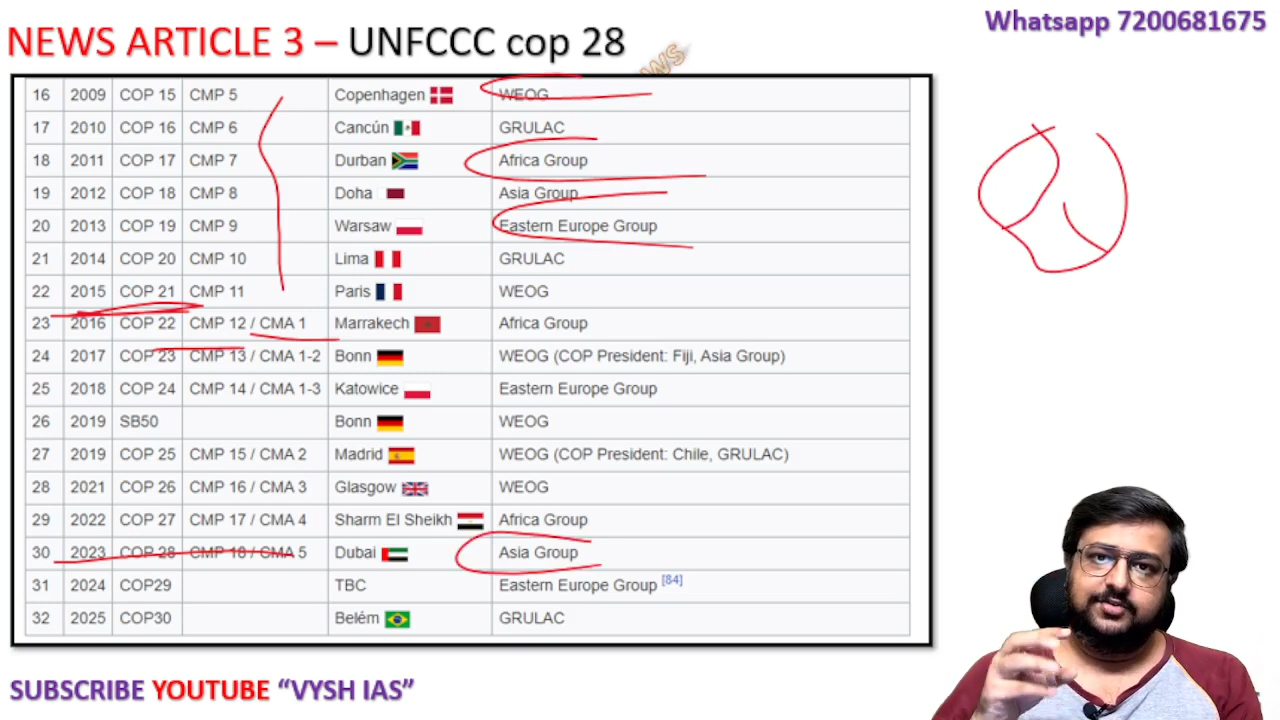 Whatsapp 7200681675
NEWS ARTICLE 3 – UNFCCC cop 28
16 2009 COP 15 CMP 5 Copenhagen WEOG
17 2010 COP 16 CMP 6 Cancún GRULAC
18 2011 COP 17 CMP 7 Durban Africa Group
19 2012 COP 18 CMP 8 Doha Asia Group
20 2013 COP 19 CMP 9 Warsaw Eastern Europe Group
21 2014 COP 20 CMP 10 Lima GRULAC
22 2015 COP 21 CMP 11 Paris WEOG
23 2016 COP 22 CMP 12 / CMA 1 Marrakech Africa Group
24 2017 COP 23 CMP 13 / CMA 1-2 Bonn WEOG (COP President: Fiji, Asia Group)
25 2018 COP 24 CMP 14 / CMA 1-3 Katowice Eastern Europe Group
26 2019 SB50 Bonn WEOG
27 2019 COP 25 CMP 15 / CMA 2 Madrid WEOG (COP President: Chile, GRULAC)
28 2021 COP 26 CMP 16 / CMA 3 Glasgow WEOG
29 2022 COP 27 CMP 17 / CMA 4 Sharm El Sheikh Africa Group
30 2023 COP 28 CMP 18 / CMA 5 Dubai Asia Group
31 2024 COP29 TBC Eastern Europe Group [84]
32 2025 COP30 Belém GRULAC
SUBSCRIBE YOUTUBE “VYSH IAS”